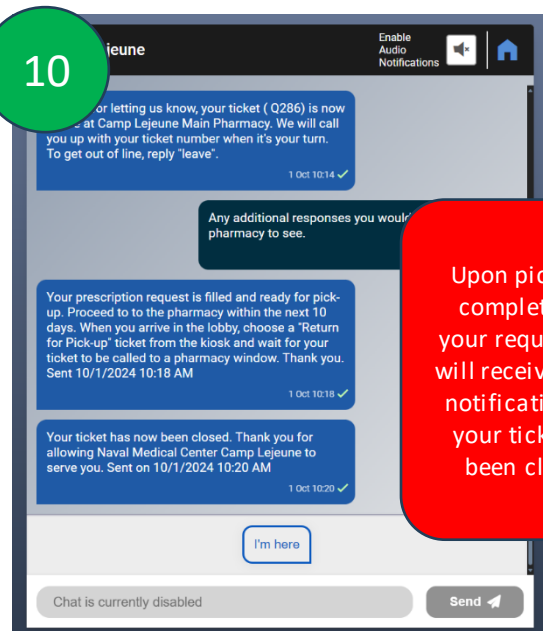 10
jeune
Enable
Audio
Notifications
or letting us know, your ticket ( Q286) is now
at Camp Lejeune Main Pharmacy. We will call
you up with your ticket number when it's your turn.
To get out of line, reply "leave".
1 Oct 10:14
Any additional responses you would
pharmacy to see.
Your prescription request is filled and ready for pick-
up. Proceed to to the pharmacy within the next 10
days. When you arrive in the lobby, choose a "Return
for Pick-up" ticket from the kiosk and wait for your
ticket to be called to a pharmacy window. Thank you.
Sent 10/1/2024 10:18 AM
1 Oct 10:18
Your ticket has now been closed. Thank you for
allowing Naval Medical Center Camp Lejeune to
serve you. Sent on 10/1/2024 10:20 AM
1 Oct 10:20
I'm here
Chat is currently disabled
Send
Upon pic
complet
your requ
will receiv
notificati
your tick
been cl